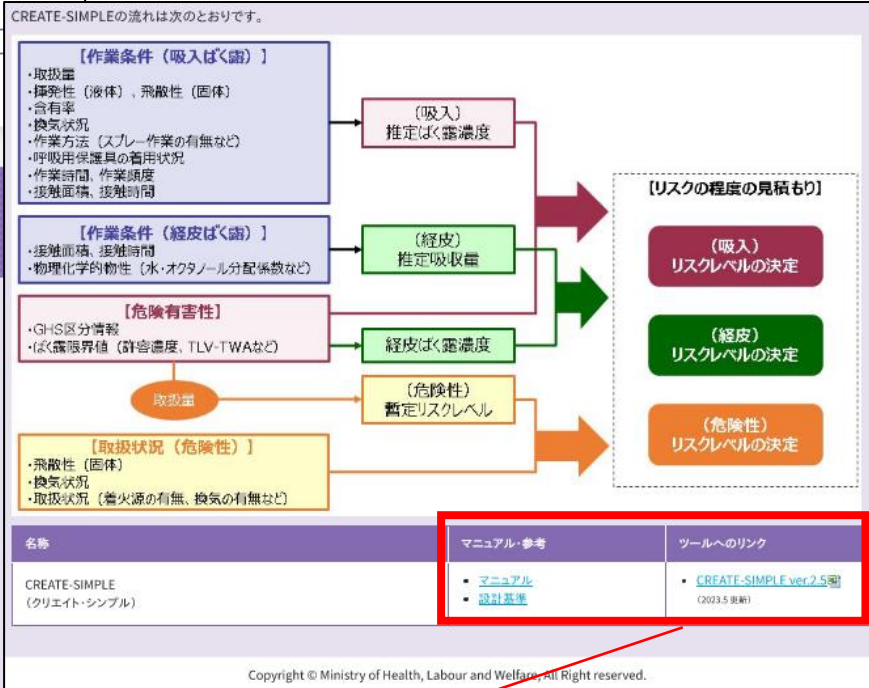 CREATE-SIMPLEの流れは次のとおりです。
【作業条件（吸入ばく露）】
・取扱量
・揮発性（液体）、飛散性（固体）
・含有率
・換気状況
・作業方法（スプレー作業の有無など）
・呼吸用保護具の着用状況
・作業時間、作業頻度
・接触面積、接触時間
（吸入）
推定ばく露濃度
【作業条件（経皮ばく露）】
・接触面積、接触時間
・物理化学的物性（水・オクタノール分配係数など）
（経皮）
推定吸収量
【危険有害性】
・GHS区分情報
・ばく露限界値（許容濃度、TLV-TWAなど）
経皮ばく露濃度
取扱量
（危険性）
暫定リスクレベル
【取扱状況（危険性）】
・飛散性（固体）
・換気状況
・取扱状況（着火源の有無、換気の有無など）
【リスクの程度の見積もり】
（吸入）
リスクレベルの決定
（経皮）
リスクレベルの決定
（危険性）
リスクレベルの決定
名称
マニュアル・参考
ツールへのリンク
CREATE-SIMPLE
（クリエイト・シンプル）
• マニュアル
• 設計基準
• CREATE-SIMPLE ver.2.5
（2023.5 更新）
Copyright © Ministry of Health, Labour and Welfare, All Right reserved.